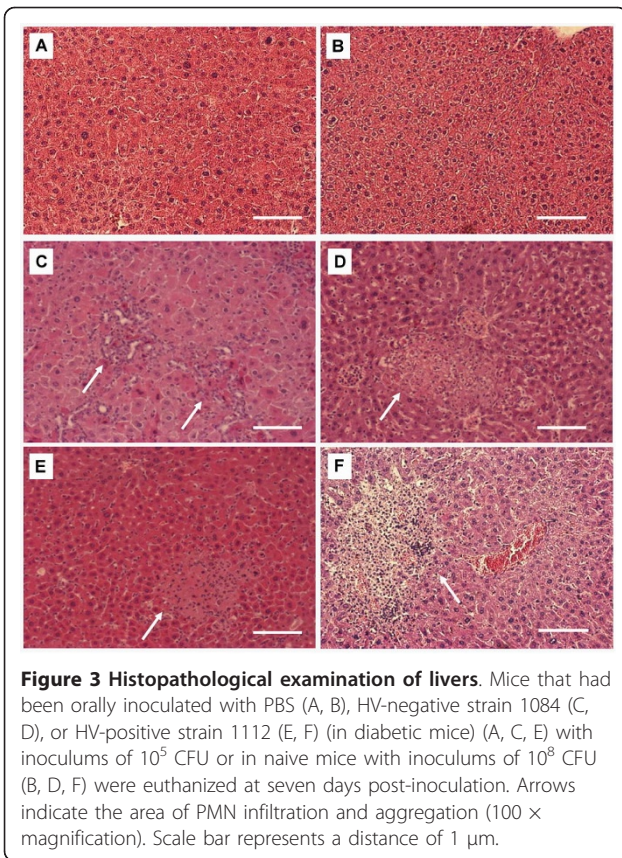 A
B
C
D
E
F
Figure 3 Histopathological examination of livers. Mice that had
been orally inoculated with PBS (A, B), HV-negative strain 1084 (C,
D), or HV-positive strain 1112 (E, F) (in diabetic mice) (A, C, E) with
inoculums of 10⁵ CFU or in naive mice with inoculums of 10⁸ CFU
(B, D, F) were euthanized at seven days post-inoculation. Arrows
indicate the area of PMN infiltration and aggregation (100 ×
magnification). Scale bar represents a distance of 1 μm.